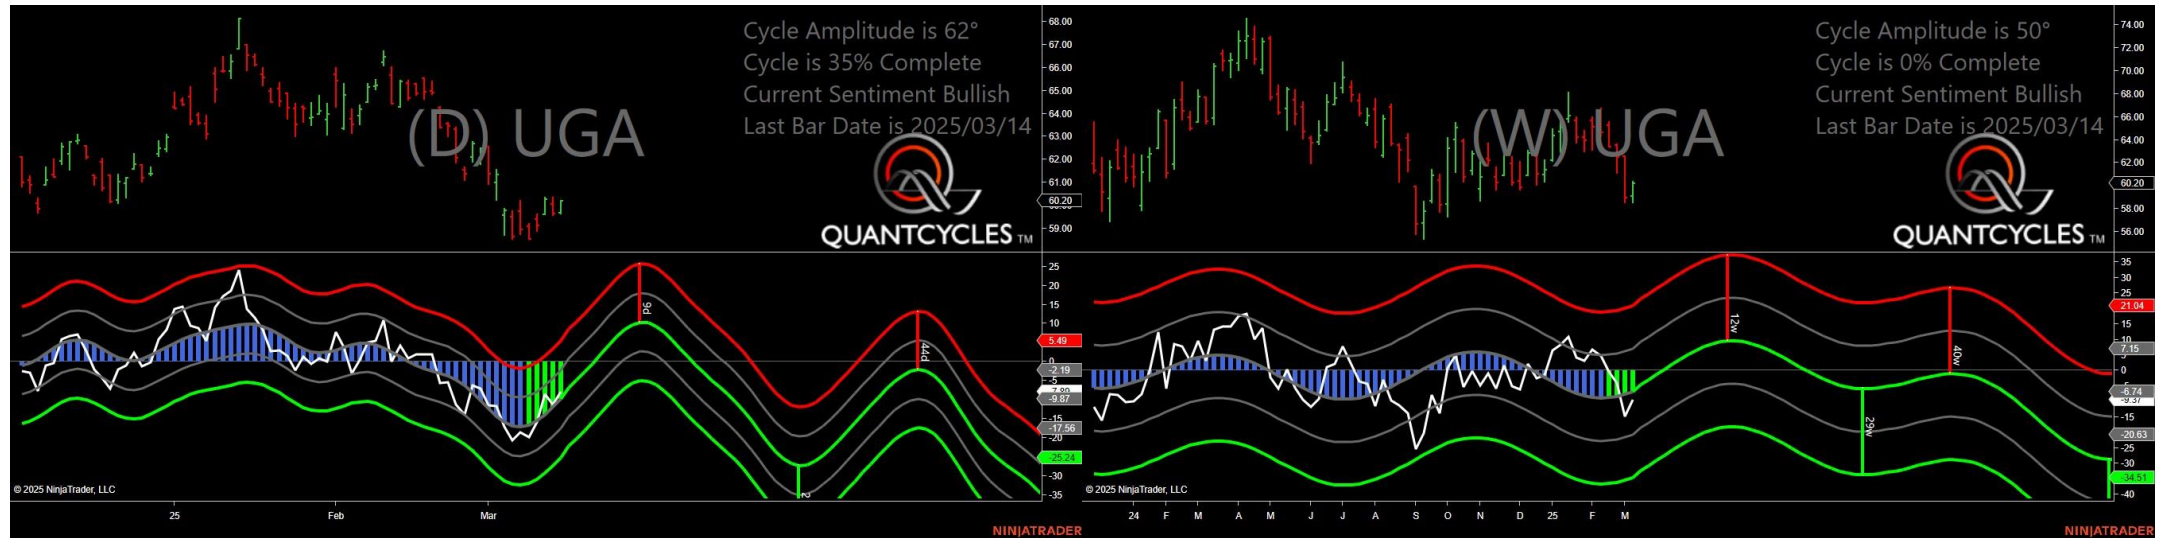 Cycle Amplitude is 62°
Cycle is 35% Complete
Current Sentiment Bullish
Last Bar Date is 2025/03/14
(D) UGA
QUANTCYCLES TM
68.00
67.00
66.00
65.00
64.00
63.00
62.00
61.00
60.20
59.00
25
20
15
10
5.49
0
-2.19
-5
-9.87
-15
-17.56
-20
-25.24
-30
-35
9d
44d
© 2025 NinjaTrader, LLC
25
Feb
Mar
NINJATRADER
Cycle Amplitude is 50°
Cycle is 0% Complete
Current Sentiment Bullish
Last Bar Date is 2025/03/14
(W) UGA
QUANTCYCLES TM
74.00
72.00
70.00
68.00
66.00
64.00
62.00
60.20
58.00
56.00
35
30
25
21.04
15
7.15
0
-6.74
-9.37
-15
-20.63
-25
-30
-34.51
-40
12w
40w
29w
© 2025 NinjaTrader, LLC
24 F M A M J J A S O N D 25 F M
NINJATRADER